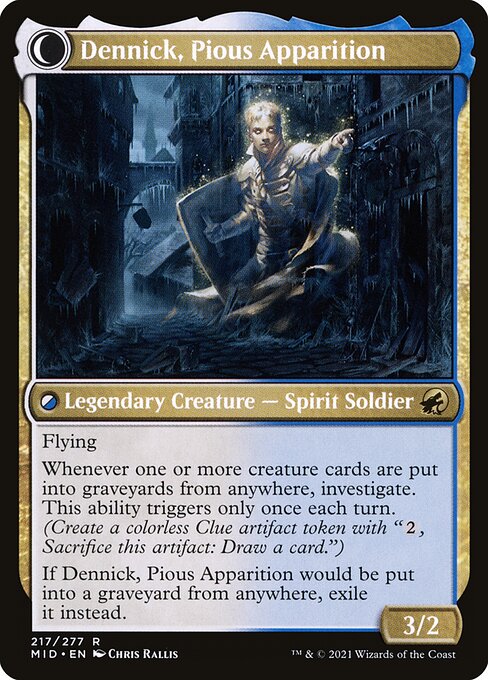 Dennick, Pious Apparition
Legendary Creature — Spirit Soldier
Flying
Whenever one or more creature cards are put
into graveyards from anywhere, investigate.
This ability triggers only once each turn.
(Create a colorless Clue artifact token with “2,
Sacrifice this artifact: Draw a card.”)
If Dennick, Pious Apparition would be put
into a graveyard from anywhere, exile
it instead.
3/2
217/277 R
MID • EN Chris Rallis
™ & © 2021 Wizards of the Coast